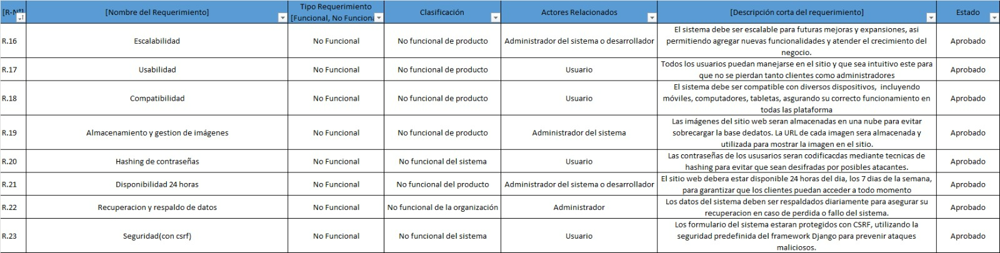 [R-N°] [Nombre del Requerimiento] Tipo Requerimiento Clasificación Actores Relacionados [Descripción corta del requerimiento] Estado
[Funcional, No Funciona
R.16 Escalabilidad No Funcional No funcional de producto Administrador del sistema o desarrollador El sistema debe ser escalable para futuras mejoras y expansiones, asi Aprobado
permitiendo agregar nuevas funcionalidades y atender el crecimiento del
negocio.
R.17 Usabilidad No Funcional No funcional de producto Usuario Todos los usuarios puedan manejarse en el sitio y que sea intuitivo este para Aprobado
que no se pierdan tanto clientes como administradores
R.18 Compatibilidad No Funcional No funcional de producto Usuario El sistema debe ser compatible con diversos dispositivos, incluyendo Aprobado
móviles, computadores, tabletas, asgurando su correcto funcionamiento en
todas las plataforma
R.19 Almacenamiento y gestion de imágenes No Funcional No funcional de producto Administrador del sistema Las imágenes del sitio web seran almacenadas en una nube para evitar Aprobado
sobrecargar la base dedatos. La URL de cada imagen sera almacenada y
utilizada para mostrar la imagen en el sitio.
R.20 Hashing de contraseñas No Funcional No funcional del sistema Usuario Las contraseñas de los ususarios seran codificacdas mediante tecnicas de Aprobado
hashing para evitar que sean desifradas por posibles atacantes.
R.21 Disponibilidad 24 horas No Funcional No funcional del producto Administrador del sistema o desarrollador El sitio web debera estar disponible 24 horas del dia, los 7 dias de la semana, Aprobado
para garantizar que los clientes puedan acceder a todo momento
R.22 Recuperacion y respaldo de datos No Funcional No funcional de la organización Administrador Los datos del sistema deben ser respaldados diariamente para asegurar su Aprobado
recuperacion en caso de perdida o fallo del sistema.
R.23 Seguridad(con csrf) No Funcional No funcional del sistema Usuario Los formulario del sistema estaran protegidos con CSRF, utilizando la Aprobado
seguridad predefinida del framework Django para prevenir ataques
maliciosos.